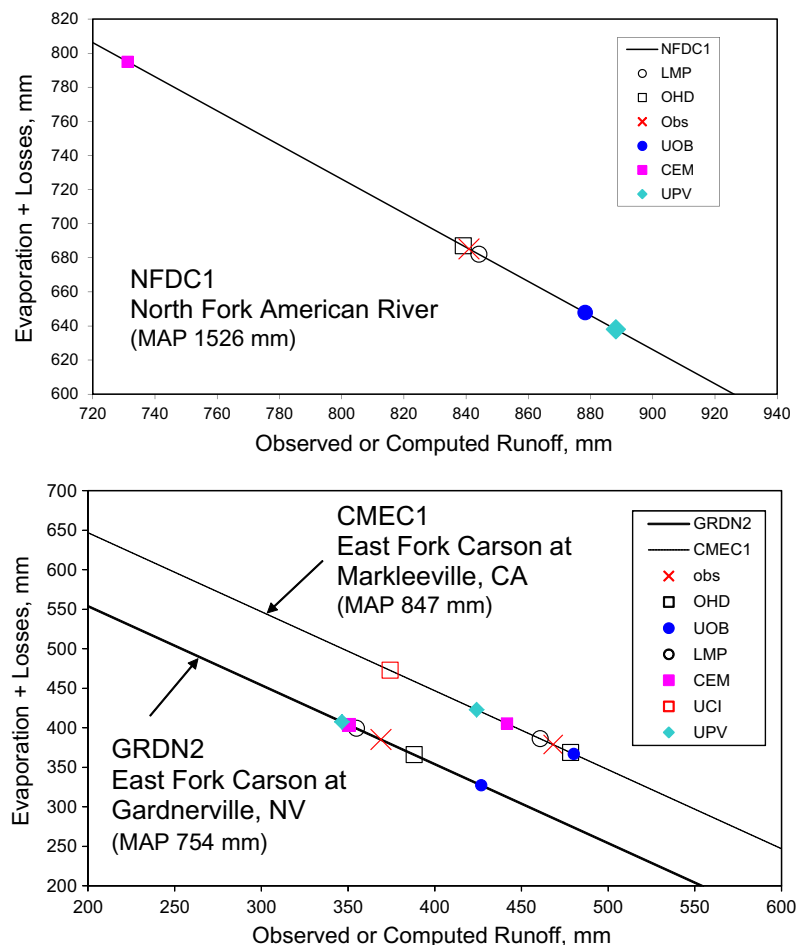 820
800
780
760
740
720
700
680
660
640
620
600
Evaporation + Losses, mm
NFDC1
LMP
OHD
Obs
UOB
CEM
UPV
NFDC1
North Fork American River
(MAP 1526 mm)
720 740 760 780 800 820 840 860 880 900 920 940
Observed or Computed Runoff, mm
700
650
600
550
500
450
400
350
300
250
200
Evaporation + Losses, mm
CMEC1
East Fork Carson at
Markleeville, CA
(MAP 847 mm)
GRDN2
CMEC1
obs
OHD
UOB
LMP
CEM
UCI
UPV
GRDN2
East Fork Carson at
Gardnerville, NV
(MAP 754 mm)
200 250 300 350 400 450 500 550 600
Observed or Computed Runoff, mm